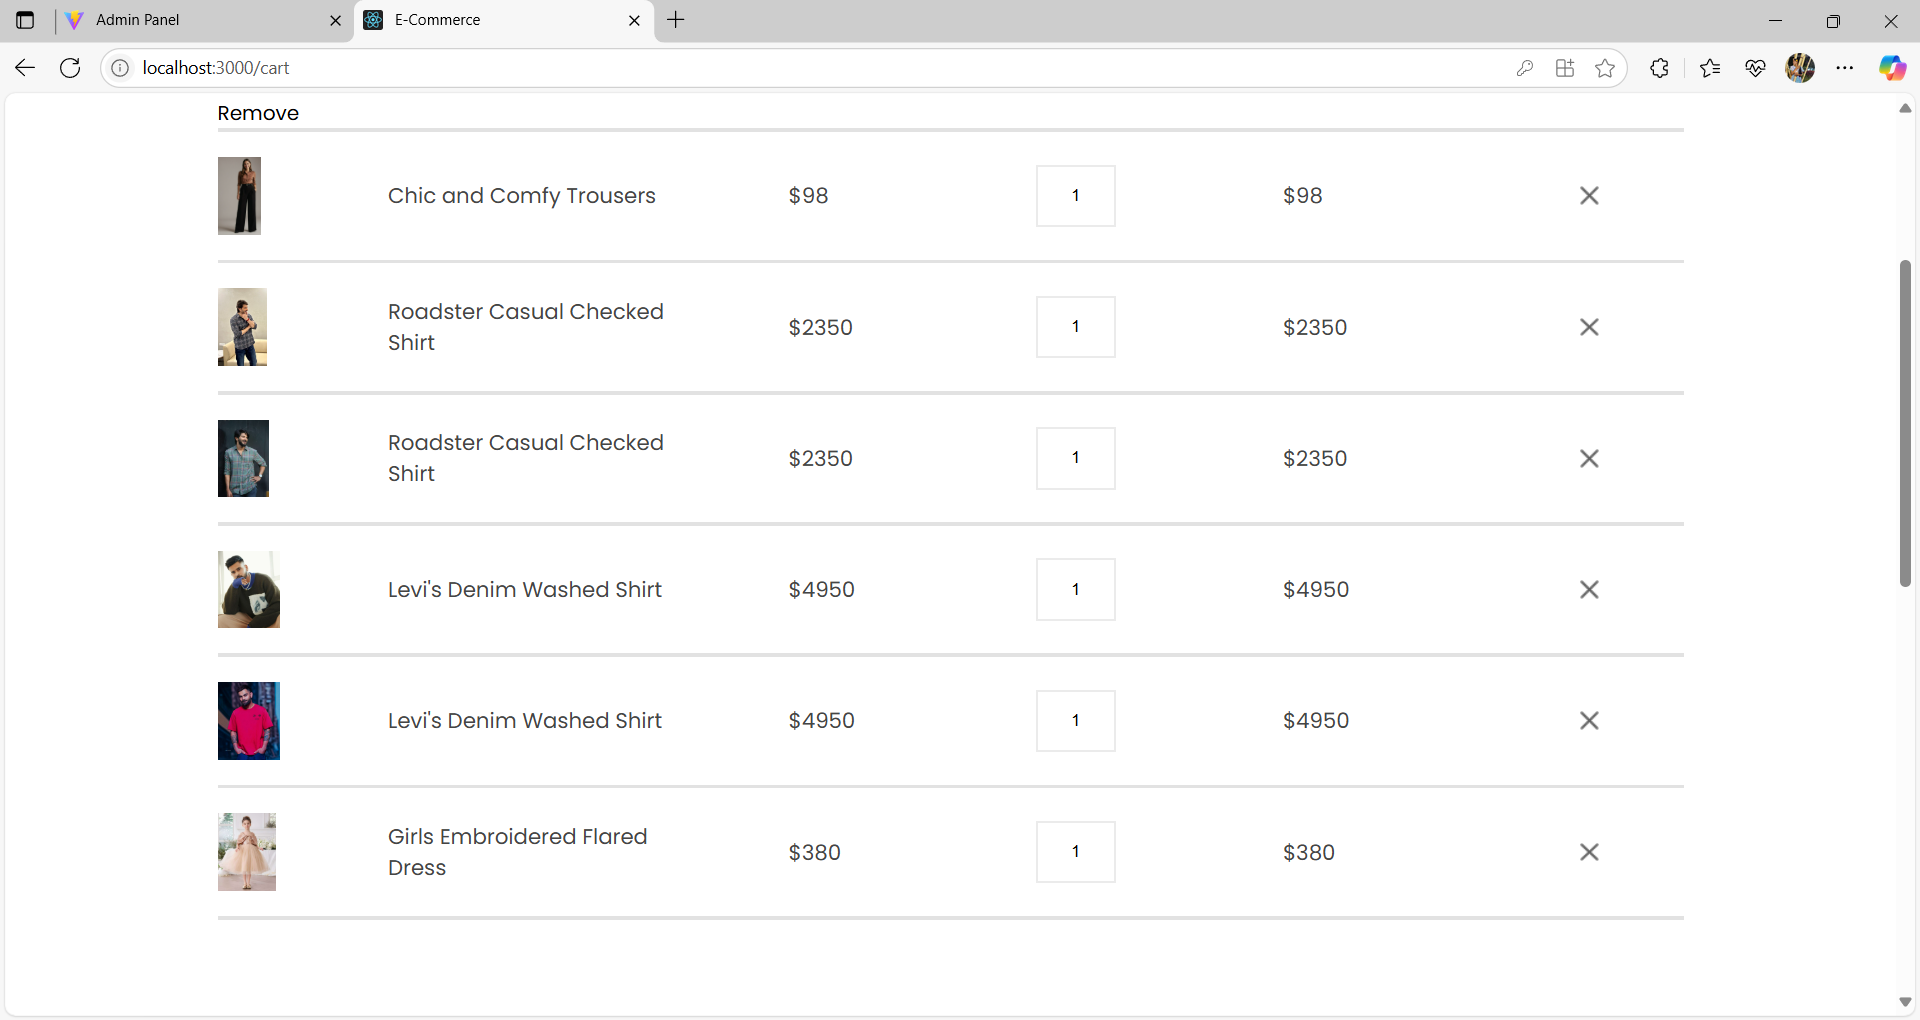 Admin Panel
E-Commerce
localhost:3000/cart
Remove
Chic and Comfy Trousers $98 1 $98
Roadster Casual Checked
Shirt
$2350 1 $2350
Roadster Casual Checked
Shirt
$2350 1 $2350
Levi's Denim Washed Shirt $4950 1 $4950
Levi's Denim Washed Shirt $4950 1 $4950
Girls Embroidered Flared
Dress
$380 1 $380